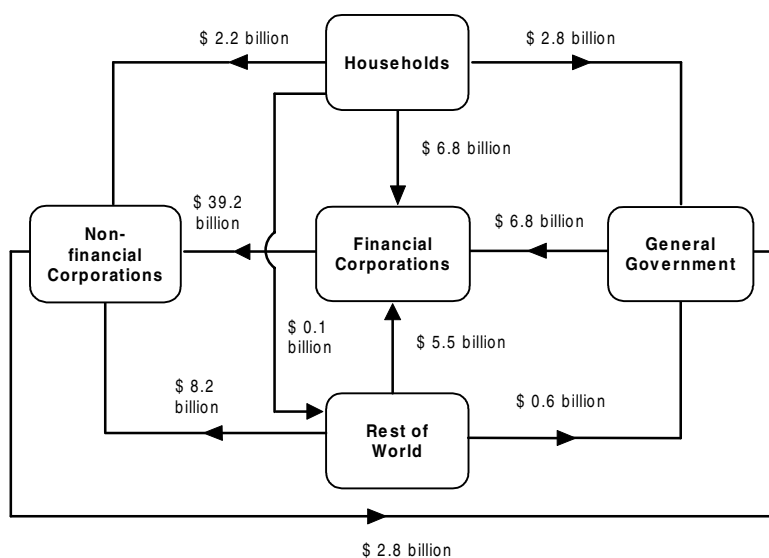 $ 2.2 billion
$ 2.8 billion
Households
$ 6.8 billion
$ 39.2
billion
$ 6.8 billion
Non-
financial
Corporations
Financial
Corporations
General
Government
$ 0.1
billion
$ 5.5 billion
$ 8.2
billion
$ 0.6 billion
Rest of
World
$ 2.8 billion